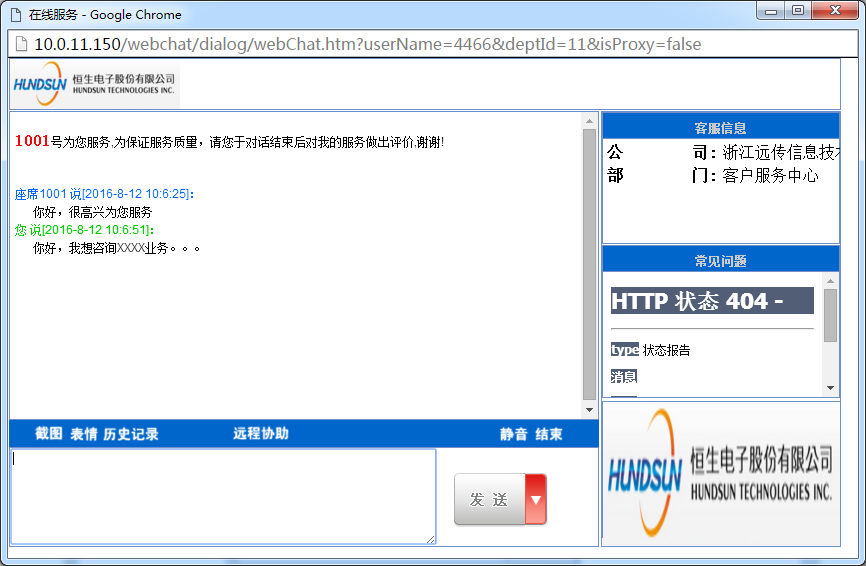 在线服务 - Google Chrome
10.0.11.150/webchat/dialog/webChat.htm?userName=4466&deptId=11&isProxy=false
HUNDSUN 恒生电子股份有限公司
HUNDSUN TECHNOLOGIES INC.
1001号为您服务,为保证服务质量，请您于对话结束后对我的服务做出评价,谢谢!
座席1001 说[2016-8-12 10:6:25]:
你好，很高兴为您服务
您 说[2016-8-12 10:6:51]:
你好，我想咨询XXXX业务。。。
截图 表情 历史记录 远程协助 静音 结束
发 送
客服信息
公 司：浙江远传信息技
部 门：客户服务中心
常见问题
HTTP 状态 404 -
type 状态报告
消息
HUNDSUN 恒生电子股份有限公司
HUNDSUN TECHNOLOGIES INC.